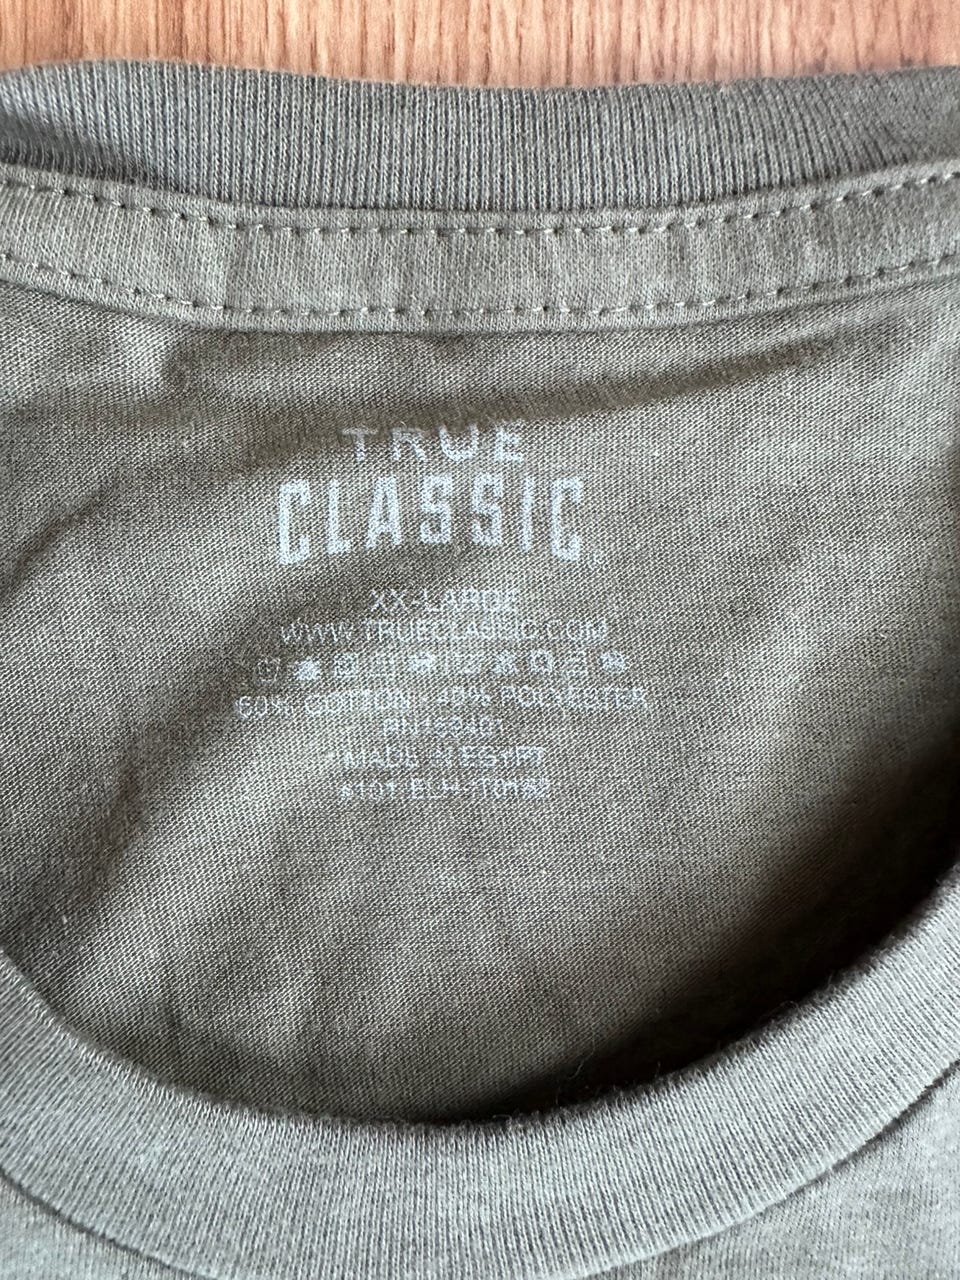 TRUE
CLASSIC
XX-LARGE
WWW.TRUECLASSIC.COM
60% COTTON - 40% POLYESTER
MADE IN EGYPT